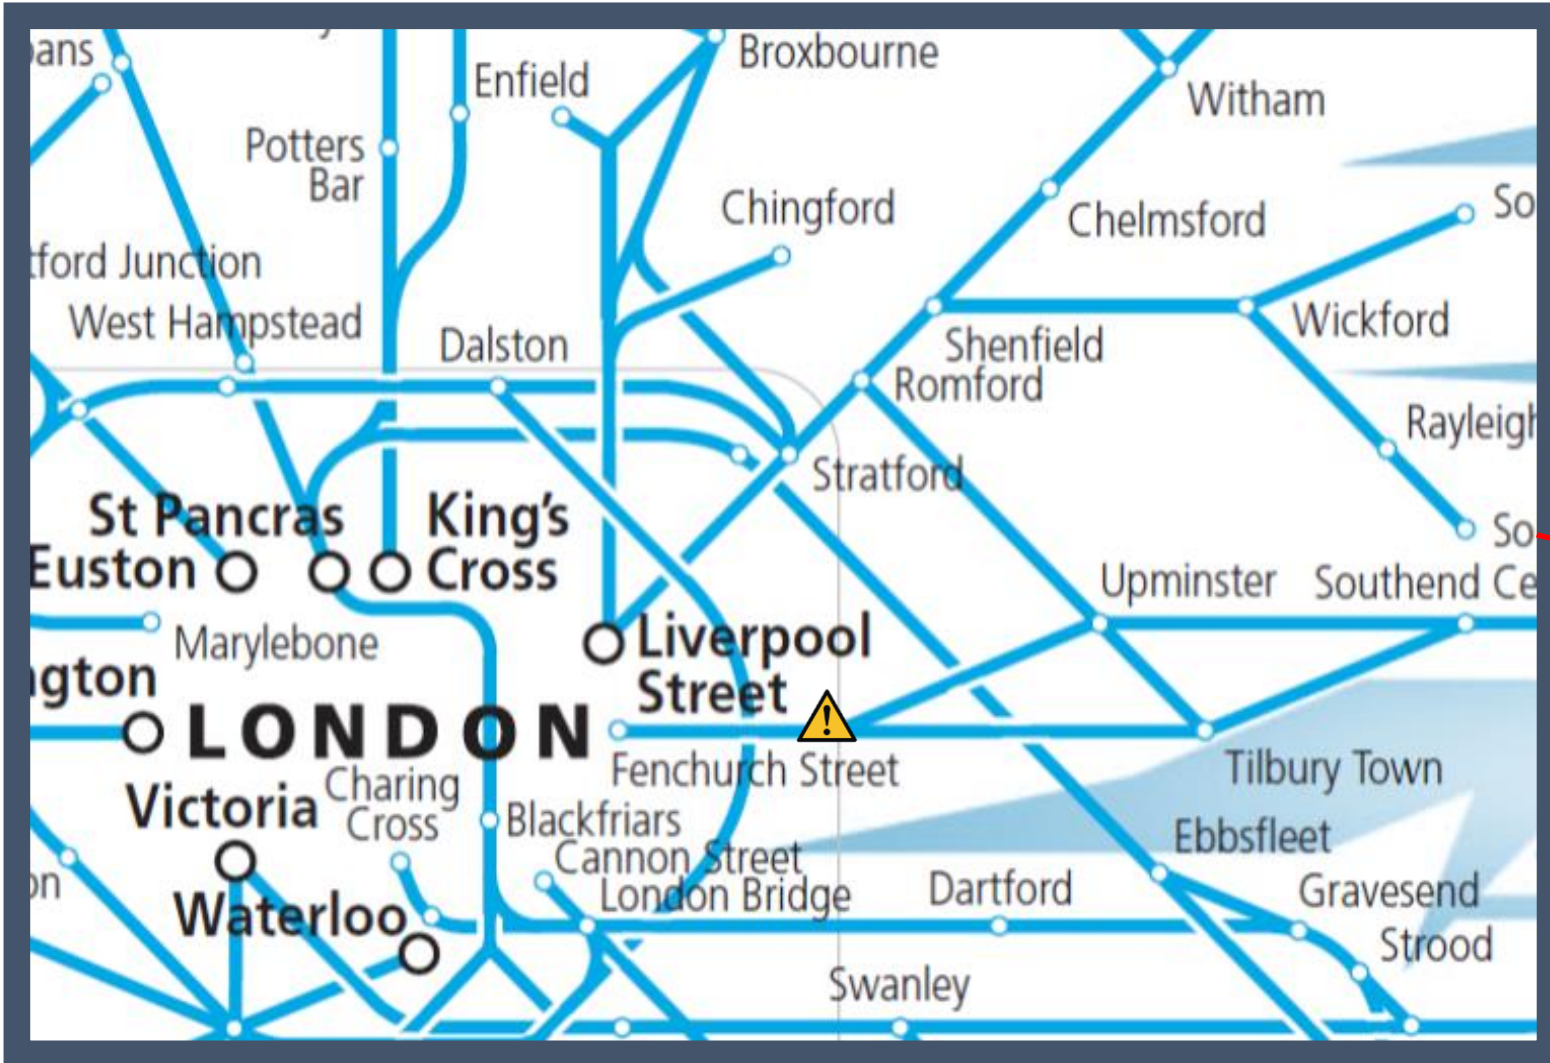 Broxbourne
Enfield
Witham
Potters
Bar
Chingford
Chelmsford
Junction
West Hampstead
Dalston
Wickford
Shenfield
Romford
Stratford
St Pancras
King's
Cross
Euston
Upminster
Southend
Marylebone
Liverpool
Street
LONDON
Fenchurch Street
Tilbury Town
Charing
Cross
Victoria
Blackfriars
Cannon Street
London Bridge
Waterloo
Dartford
Ebbsfleet
Gravesend
Strood
Swanley